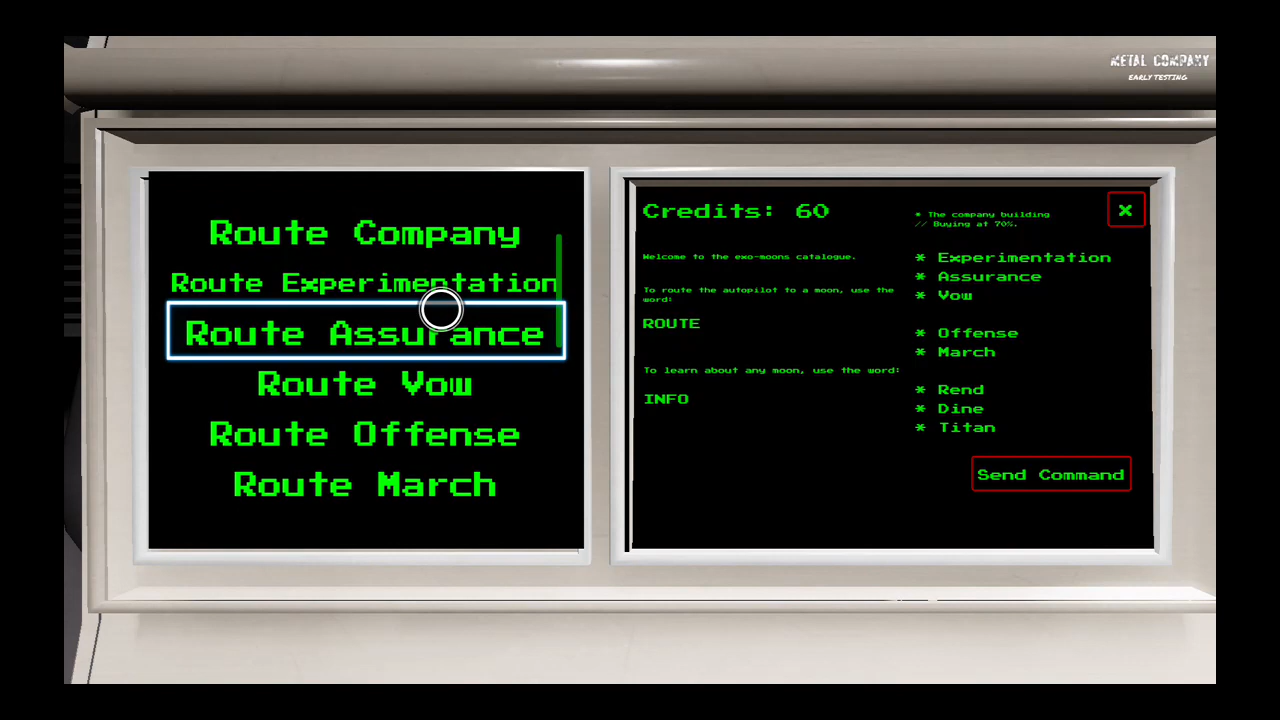 METAL COMPANY
EARLY TESTING
Route Company
Route Experimentation
Route Assurance
Route Vow
Route Offense
Route March
Credits: 60
Welcome to the exo-moons catalogue.
To route the autopilot to a moon, use the
word:
ROUTE
To learn about any moon, use the word:
INFO
* The company building
// Buying at 70%.
X
* Experimentation
* Assurance
* Vow
* Offense
* March
* Rend
* Dine
* Titan
Send Command